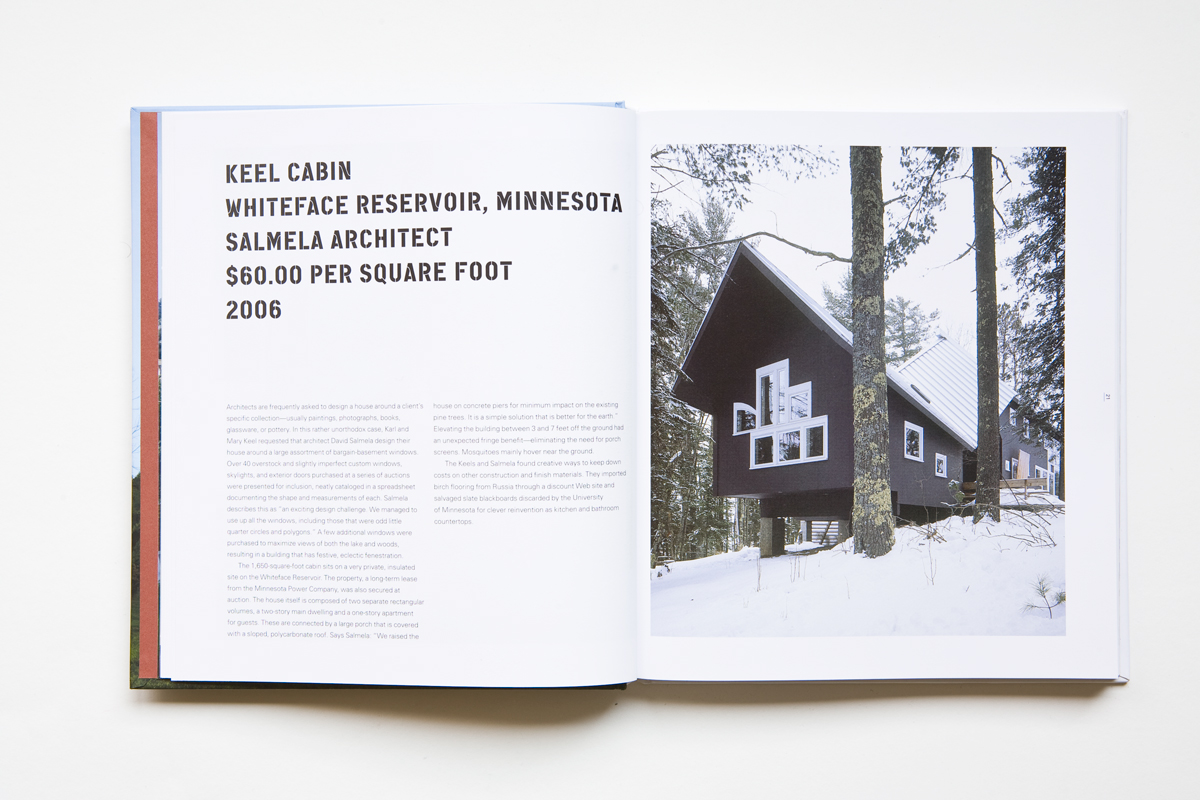 KEEL CABIN
WHITEFACE RESERVOIR, MINNESOTA
SALMELA ARCHITECT
$60.00 PER SQUARE FOOT
2006
Architects are frequently asked to design a house around a client's
specific collection—usually paintings, photographs, books,
glassware, or pottery. In this rather unorthodox case, Karl and
Mary Keel requested that architect David Salmela design their
house around a large assortment of bargain-basement windows.
Over 40 overstock and slightly imperfect custom windows,
skylights, and exterior doors purchased at a series of auctions
were presented for inclusion, neatly cataloged in a spreadsheet
documenting the shape and measurements of each. Salmela
describes this as "an exciting design challenge. We managed to
use up all the windows, including those that were odd little
quarter circles and polygons." A few additional windows were
purchased to maximize views of both the lake and woods,
resulting in a building that has festive, eclectic fenestration.
The 1,650-square-foot cabin sits on a very private, insulated
site on the Whiteface Reservoir. The property, a long-term lease
from the Minnesota Power Company, was also secured at
auction. The house itself is composed of two separate rectangular
volumes, a two-story main dwelling and a one-story apartment
for guests. These are connected by a large porch that is covered
with a sloped, polycarbonate roof. Says Salmela, "We raised the
house on concrete piers for minimum impact on the existing
pine trees. It is a simple solution that is better for the earth."
Elevating the building between 3 and 7 feet off the ground had
an unexpected fringe benefit—eliminating the need for porch
screens. Mosquitoes mainly hover near the ground.
The Keels and Salmela found creative ways to keep down
costs on other construction and finish materials. They imported
birch flooring from Russia through a discount Web site and
salvaged slate blackboards discarded by the University
of Minnesota for clever reinvention as kitchen and bathroom
countertops.